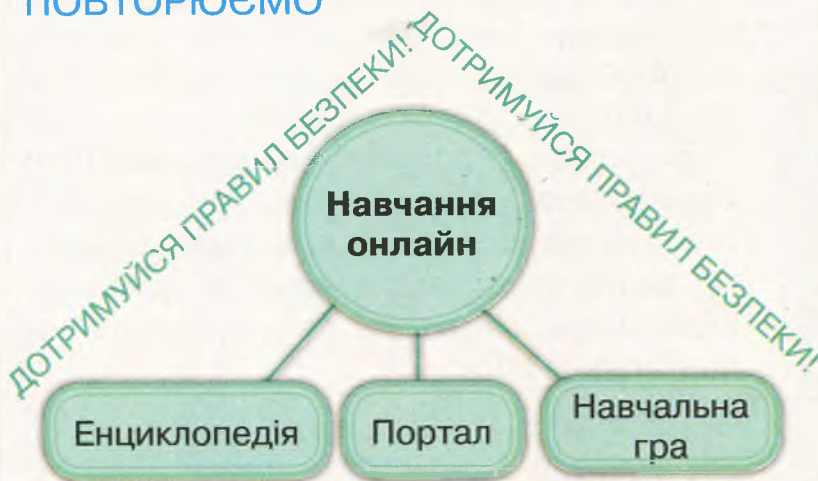 ПОВТОРЮЄМО
ДОТРИМУЙСЯ ПРАВИЛ БЕЗПЕКИ!
ДОТРИМУЙСЯ ПРАВИЛ БЕЗПЕКИ!
Навчання
онлайн
Енциклопедія
Портал
Навчальна
гра